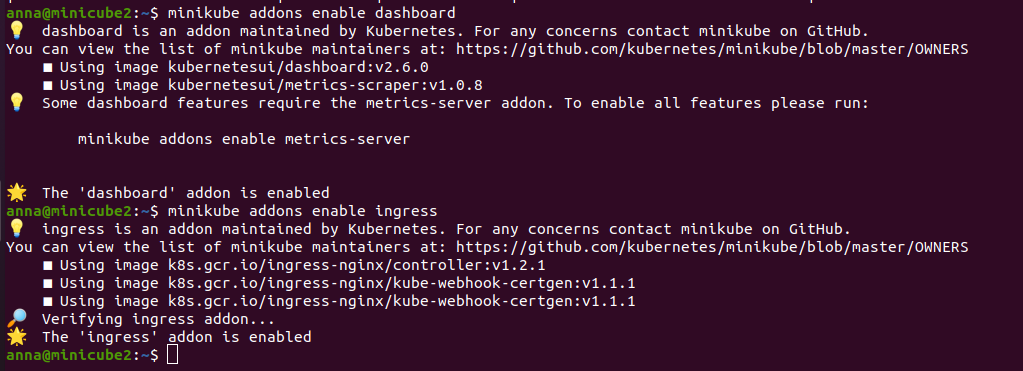 anna@minicube2:~$ minikube addons enable dashboard
💡 dashboard is an addon maintained by Kubernetes. For any concerns contact minikube on GitHub.
You can view the list of minikube maintainers at: https://github.com/kubernetes/minikube/blob/master/OWNERS
▪ Using image kubernetesui/dashboard:v2.6.0
▪ Using image kubernetesui/metrics-scraper:v1.0.8
💡 Some dashboard features require the metrics-server addon. To enable all features please run:
minikube addons enable metrics-server
🌟 The 'dashboard' addon is enabled
anna@minicube2:~$ minikube addons enable ingress
💡 ingress is an addon maintained by Kubernetes. For any concerns contact minikube on GitHub.
You can view the list of minikube maintainers at: https://github.com/kubernetes/minikube/blob/master/OWNERS
▪ Using image k8s.gcr.io/ingress-nginx/controller:v1.2.1
▪ Using image k8s.gcr.io/ingress-nginx/kube-webhook-certgen:v1.1.1
▪ Using image k8s.gcr.io/ingress-nginx/kube-webhook-certgen:v1.1.1
🔎 Verifying ingress addon...
🌟 The 'ingress' addon is enabled
anna@minicube2:~$